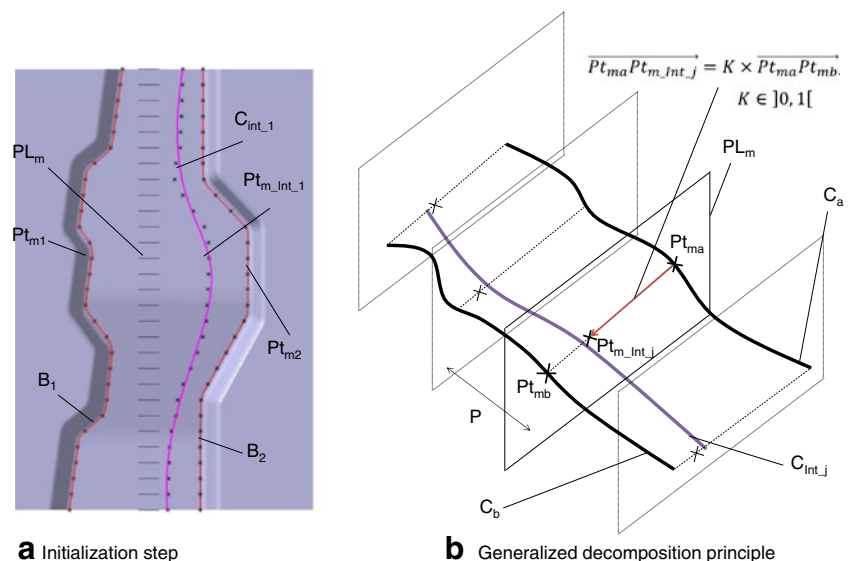 C_int_1
PL_m
Pt_m_Int_1
Pt_m1
Pt_m2
B_1
B_2
a Initialization step
Pt_maPt_m_Int_j = K × Pt_maPt_mb.
K ∈ ]0,1[
PL_m
C_a
Pt_ma
Pt_m_Int_j
Pt_mb
P
C_Int_j
C_b
b Generalized decomposition principle